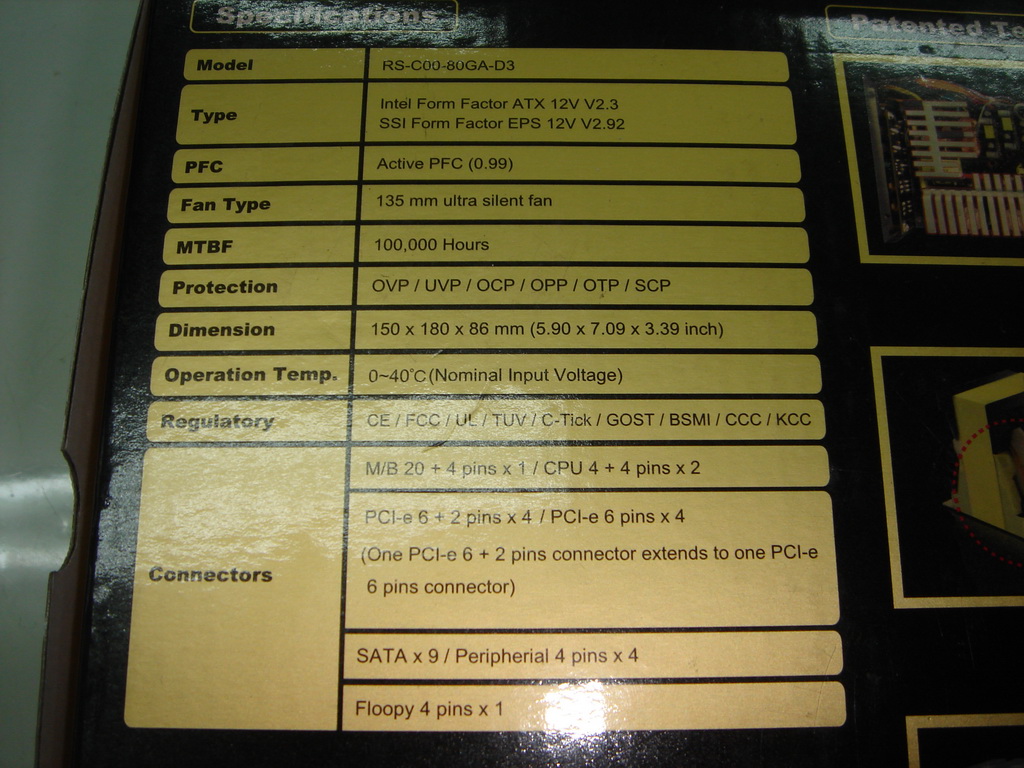 Specifications
Patented Te
Model RS-C00-80GA-D3
Type Intel Form Factor ATX 12V V2.3
SSI Form Factor EPS 12V V2.92
PFC Active PFC (0.99)
Fan Type 135 mm ultra silent fan
MTBF 100,000 Hours
Protection OVP / UVP / OCP / OPP / OTP / SCP
Dimension 150 x 180 x 86 mm (5.90 x 7.09 x 3.39 inch)
Operation Temp. 0~40℃(Nominal Input Voltage)
Regulatory CE / FCC / UL / TUV / C-Tick / GOST / BSMI / CCC / KCC
Connectors M/B 20 + 4 pins x 1 / CPU 4 + 4 pins x 2
PCI-e 6 + 2 pins x 4 / PCI-e 6 pins x 4
(One PCI-e 6 + 2 pins connector extends to one PCI-e
6 pins connector)
SATA x 9 / Peripherial 4 pins x 4
Floopy 4 pins x 1